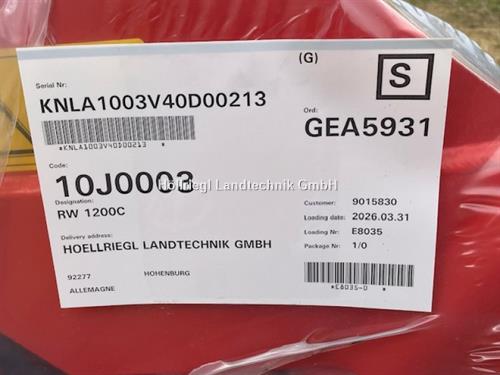 (G)
Serial Nr:
S
KNLA1003V40D00213
Ord:
*KNLA1003V40D00213 *
GEA5931
Code:
10J0003
Höllriegl Landtechnik GmbH
Designation:
RW 1200C
Customer: 9015830
Loading date: 2026.03.31
Delivery address:
Loading Nr: E8035
HOELLRIEGL LANDTECHNIK GMBH
Package Nr: 1/0
92277 HOHENBURG
ALLEMAGNE
*E8035-0 *